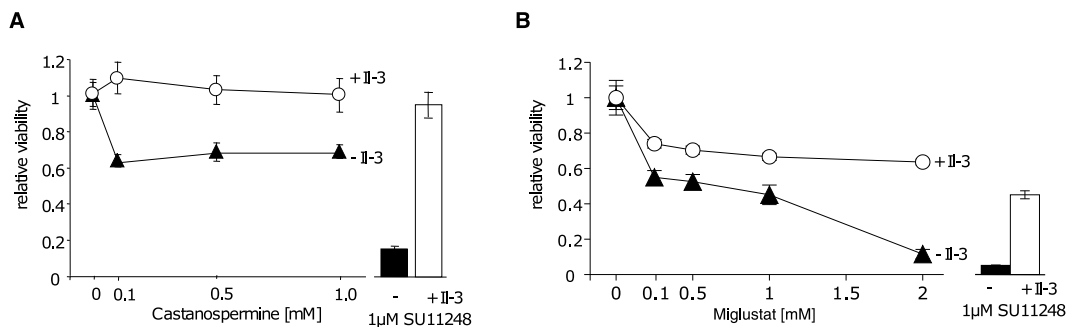 A
relative viability
1.2
1
0.8
0.6
0.4
0.2
0
+Il-3
-Il-3
0 0.1 0.5 1.0
Castanospermine [mM]
- +Il-3
1µM SU11248
B
relative viability
1.2
1
0.8
0.6
0.4
0.2
0
+Il-3
-Il-3
0 0.1 0.5 1 1.5 2
Miglustat [mM]
- +Il-3
1µM SU11248